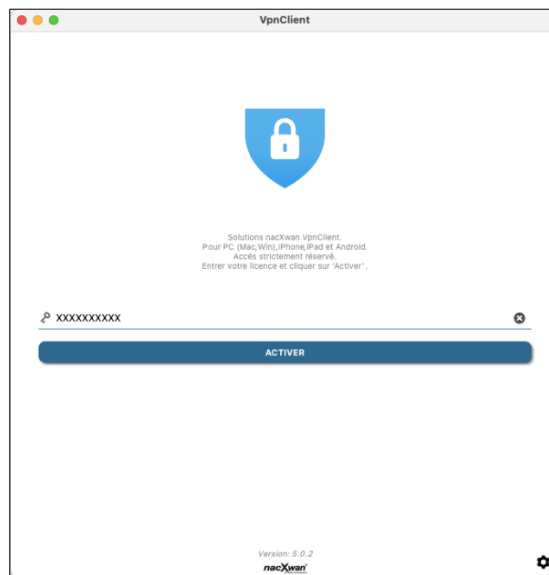 VpnClient
Solutions nacXwan VpnClient.
Pour PC (Mac,Win),iPhone,iPad et Android.
Accés strictement réservé.
Entrer votre licence et cliquer sur 'Activer'.
XXXXXXXXXX
ACTIVER
Version: 5.0.2
nacXwan